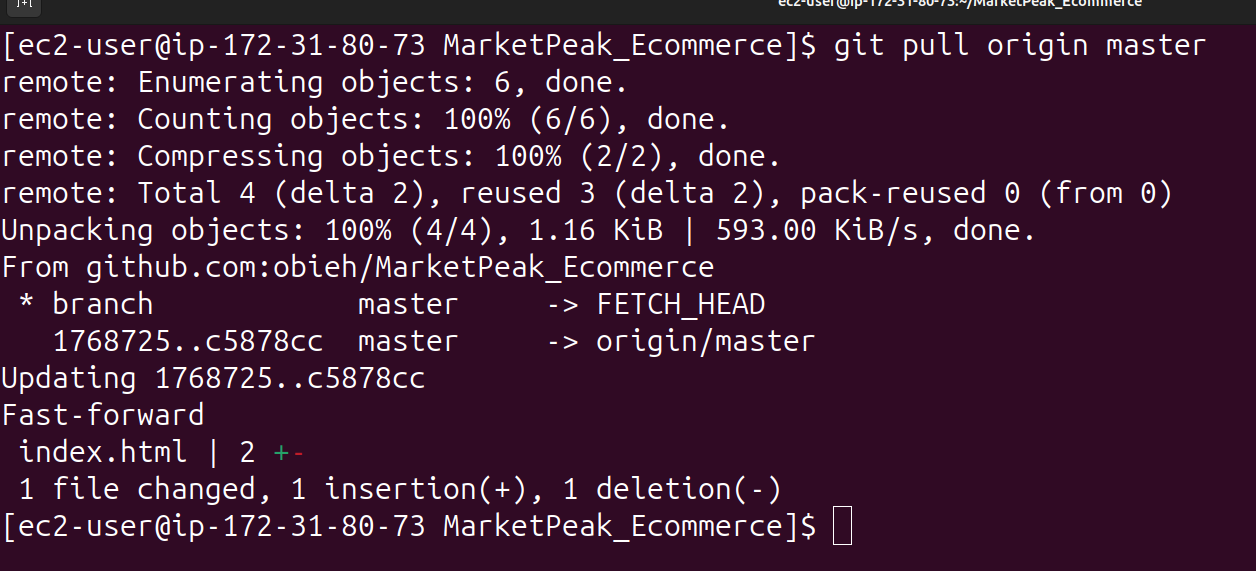 ec2-user@ip-172-31-80-73:~/MarketPeak_Ecommerce
[ec2-user@ip-172-31-80-73 MarketPeak_Ecommerce]$ git pull origin master
remote: Enumerating objects: 6, done.
remote: Counting objects: 100% (6/6), done.
remote: Compressing objects: 100% (2/2), done.
remote: Total 4 (delta 2), reused 3 (delta 2), pack-reused 0 (from 0)
Unpacking objects: 100% (4/4), 1.16 KiB | 593.00 KiB/s, done.
From github.com:obieh/MarketPeak_Ecommerce
 * branch            master     -> FETCH_HEAD
   1768725..c5878cc  master     -> origin/master
Updating 1768725..c5878cc
Fast-forward
 index.html | 2 +-
 1 file changed, 1 insertion(+), 1 deletion(-)
[ec2-user@ip-172-31-80-73 MarketPeak_Ecommerce]$